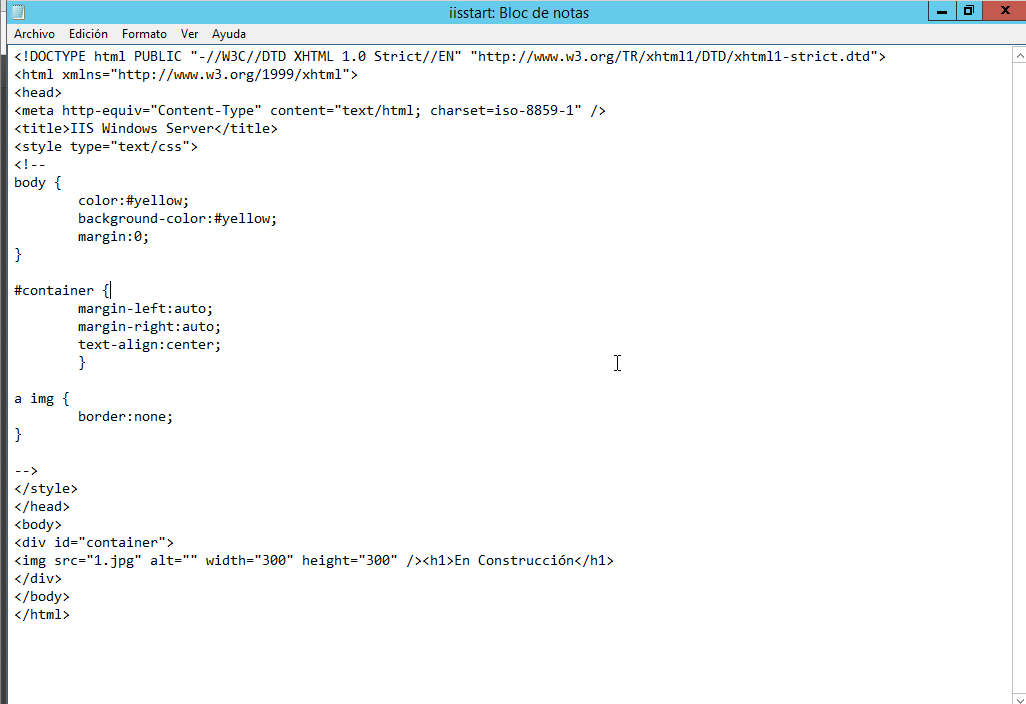 iisstart: Bloc de notas
Archivo Edición Formato Ver Ayuda
<!DOCTYPE html PUBLIC "-//W3C//DTD XHTML 1.0 Strict//EN" "http://www.w3.org/TR/xhtml1/DTD/xhtml1-strict.dtd">
<html xmlns="http://www.w3.org/1999/xhtml">
<head>
<meta http-equiv="Content-Type" content="text/html; charset=iso-8859-1" />
<title>IIS Windows Server</title>
<style type="text/css">
<!--
body {
        color:#yellow;
        background-color:#yellow;
        margin:0;
}
#container {
        margin-left:auto;
        margin-right:auto;
        text-align:center;
        }
a img {
        border:none;
}
-->
</style>
</head>
<body>
<div id="container">
<img src="1.jpg" alt="" width="300" height="300" /><h1>En Construcción</h1>
</div>
</body>
</html>